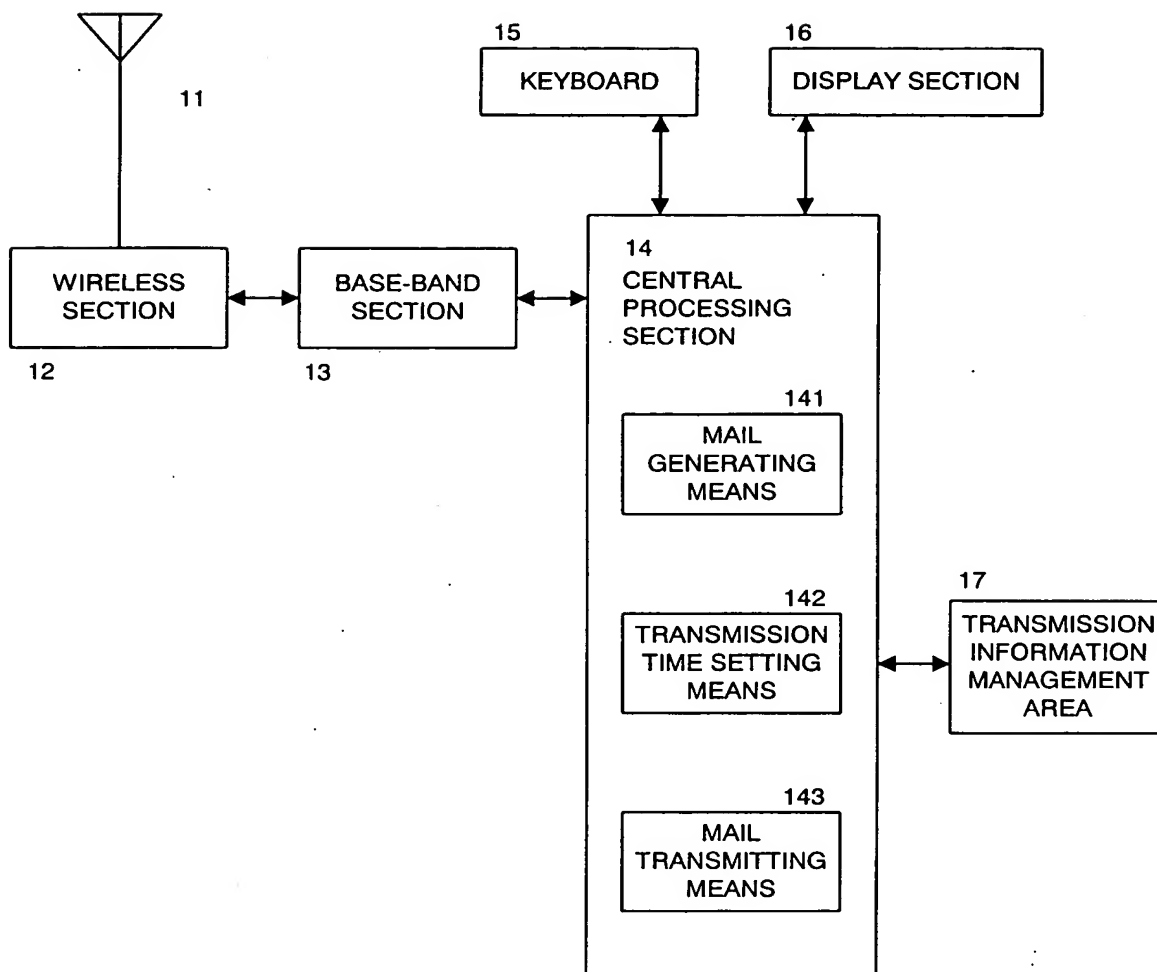 11
15
KEYBOARD
16
DISPLAY SECTION
WIRELESS
SECTION
12
BASE-BAND
SECTION
13
14
CENTRAL
PROCESSING
SECTION
141
MAIL
GENERATING
MEANS
142
TRANSMISSION
TIME SETTING
MEANS
17
TRANSMISSION
INFORMATION
MANAGEMENT
AREA
143
MAIL
TRANSMITTING
MEANS